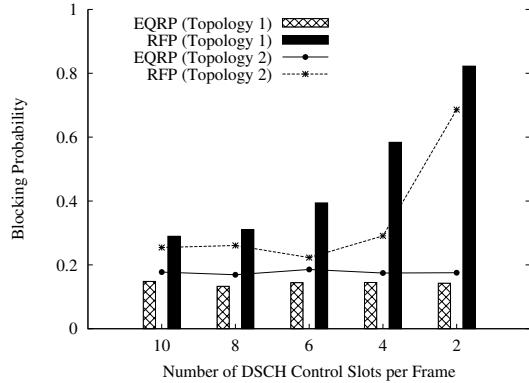 EQRP (Topology 1)
RFP (Topology 1)
EQRP (Topology 2)
RFP (Topology 2)
1
0.8
0.6
0.4
0.2
0
Blocking Probability
10 8 6 4 2
Number of DSCH Control Slots per Frame